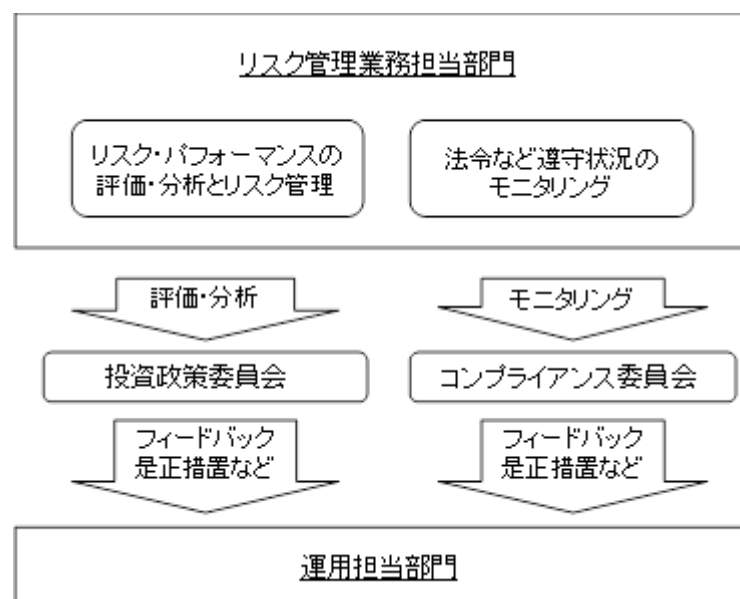 リスク管理業務担当部門
リスク・パフォーマンスの
評価・分析とリスク管理
法令など遵守状況の
モニタリング
評価・分析
モニタリング
投資政策委員会
コンプライアンス委員会
フィードバック
是正措置など
フィードバック
是正措置など
運用担当部門